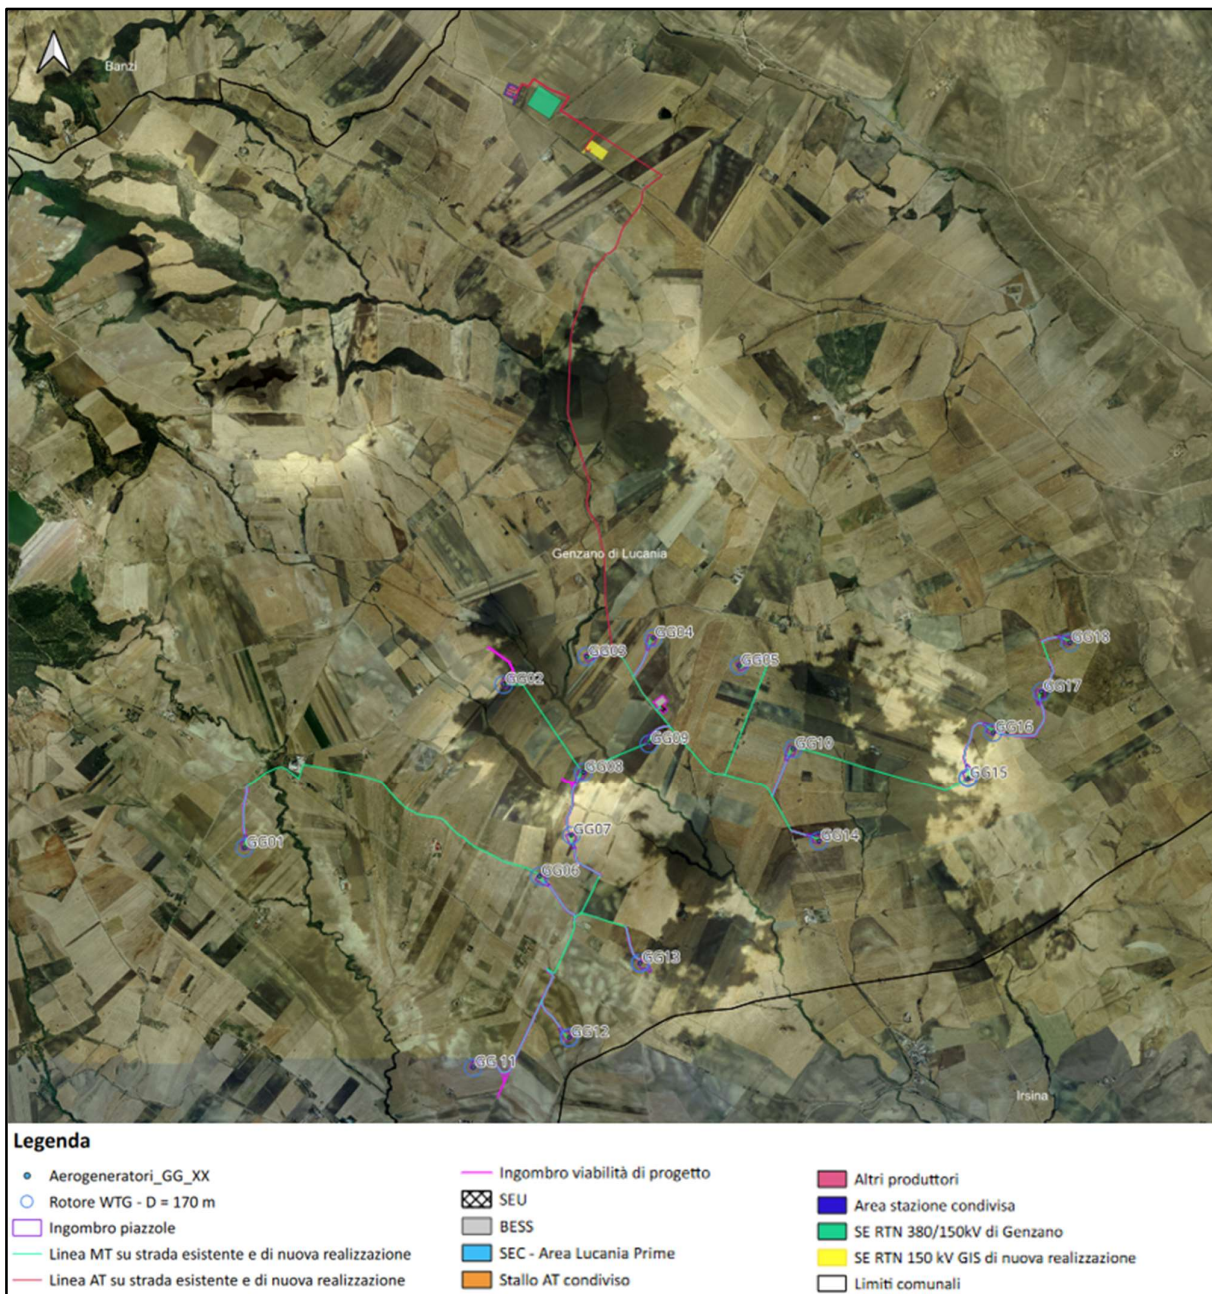 Banzi
Genzano di Lucania
GG04
GG03
GG18
GG05
GG02
GG17
GG16
GG09
GG10
GG08
GG15
GG07
GG14
GG01
GG06
GG13
GG12
GG 11
Irsina
Legenda
Aerogeneratori_GG_XX
Rotore WTG - D = 170 m
Ingombro piazzole
Linea MT su strada esistente e di nuova realizzazione
Linea AT su strada esistente e di nuova realizzazione
Ingombro viabilità di progetto
SEU
BESS
SEC - Area Lucania Prime
Stallo AT condiviso
Altri produttori
Area stazione condivisa
SE RTN 380/150kV di Genzano
SE RTN 150 kV GIS di nuova realizzazione
Limiti comunali